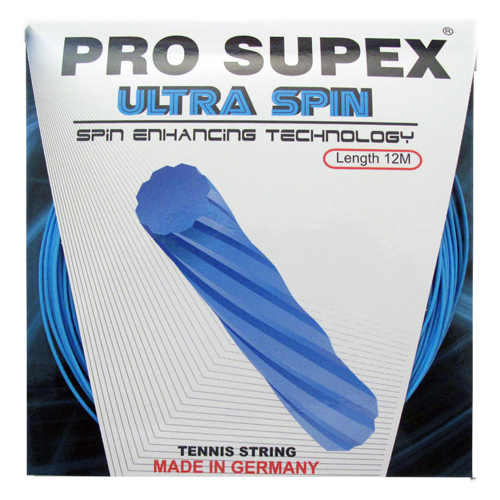 PRO SUPEX®
ULTRA SPIN
SPIN ENHANCING TECHNOLOGY
Length 12M
TENNIS STRING
MADE IN GERMANY